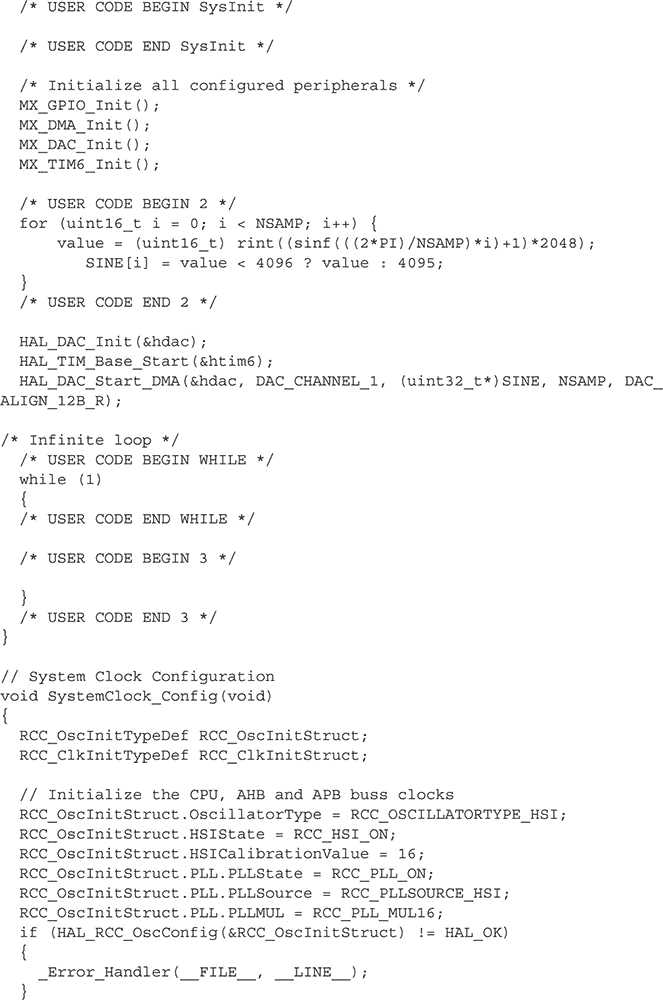 /* USER CODE BEGIN SysInit */
/* USER CODE END SysInit */
/* Initialize all configured peripherals */
MX_GPIO_Init();
MX_DMA_Init();
MX_DAC_Init();
MX_TIM6_Init();
/* USER CODE BEGIN 2 */
for (uint16_t i = 0; i < NSAMP; i++) {
value = (uint16_t) rint((sinf(((2*PI)/NSAMP)*i)+1)*2048);
SINE[i] = value < 4096 ? value : 4095;
}
/* USER CODE END 2 */
HAL_DAC_Init(&hdac);
HAL_TIM_Base_Start(&htim6);
HAL_DAC_Start_DMA(&hdac, DAC_CHANNEL_1, (uint32_t*)SINE, NSAMP, DAC_
ALIGN_12B_R);
/* Infinite loop */
/* USER CODE BEGIN WHILE */
while (1)
{
/* USER CODE END WHILE */
/* USER CODE BEGIN 3 */
}
/* USER CODE END 3 */
}
// System Clock Configuration
void SystemClock_Config(void)
{
RCC_OscInitTypeDef RCC_OscInitStruct;
RCC_ClkInitTypeDef RCC_ClkInitStruct;
// Initialize the CPU, AHB and APB buss clocks
RCC_OscInitStruct.OscillatorType = RCC_OSCILLATORTYPE_HSI;
RCC_OscInitStruct.HSIState = RCC_HSI_ON;
RCC_OscInitStruct.HSICalibrationValue = 16;
RCC_OscInitStruct.PLL.PLLState = RCC_PLL_ON;
RCC_OscInitStruct.PLL.PLLSource = RCC_PLLSOURCE_HSI;
RCC_OscInitStruct.PLL.PLLMUL = RCC_PLL_MUL16;
if (HAL_RCC_OscConfig(&RCC_OscInitStruct) != HAL_OK)
{
_Error_Handler(__FILE__, __LINE__);
}